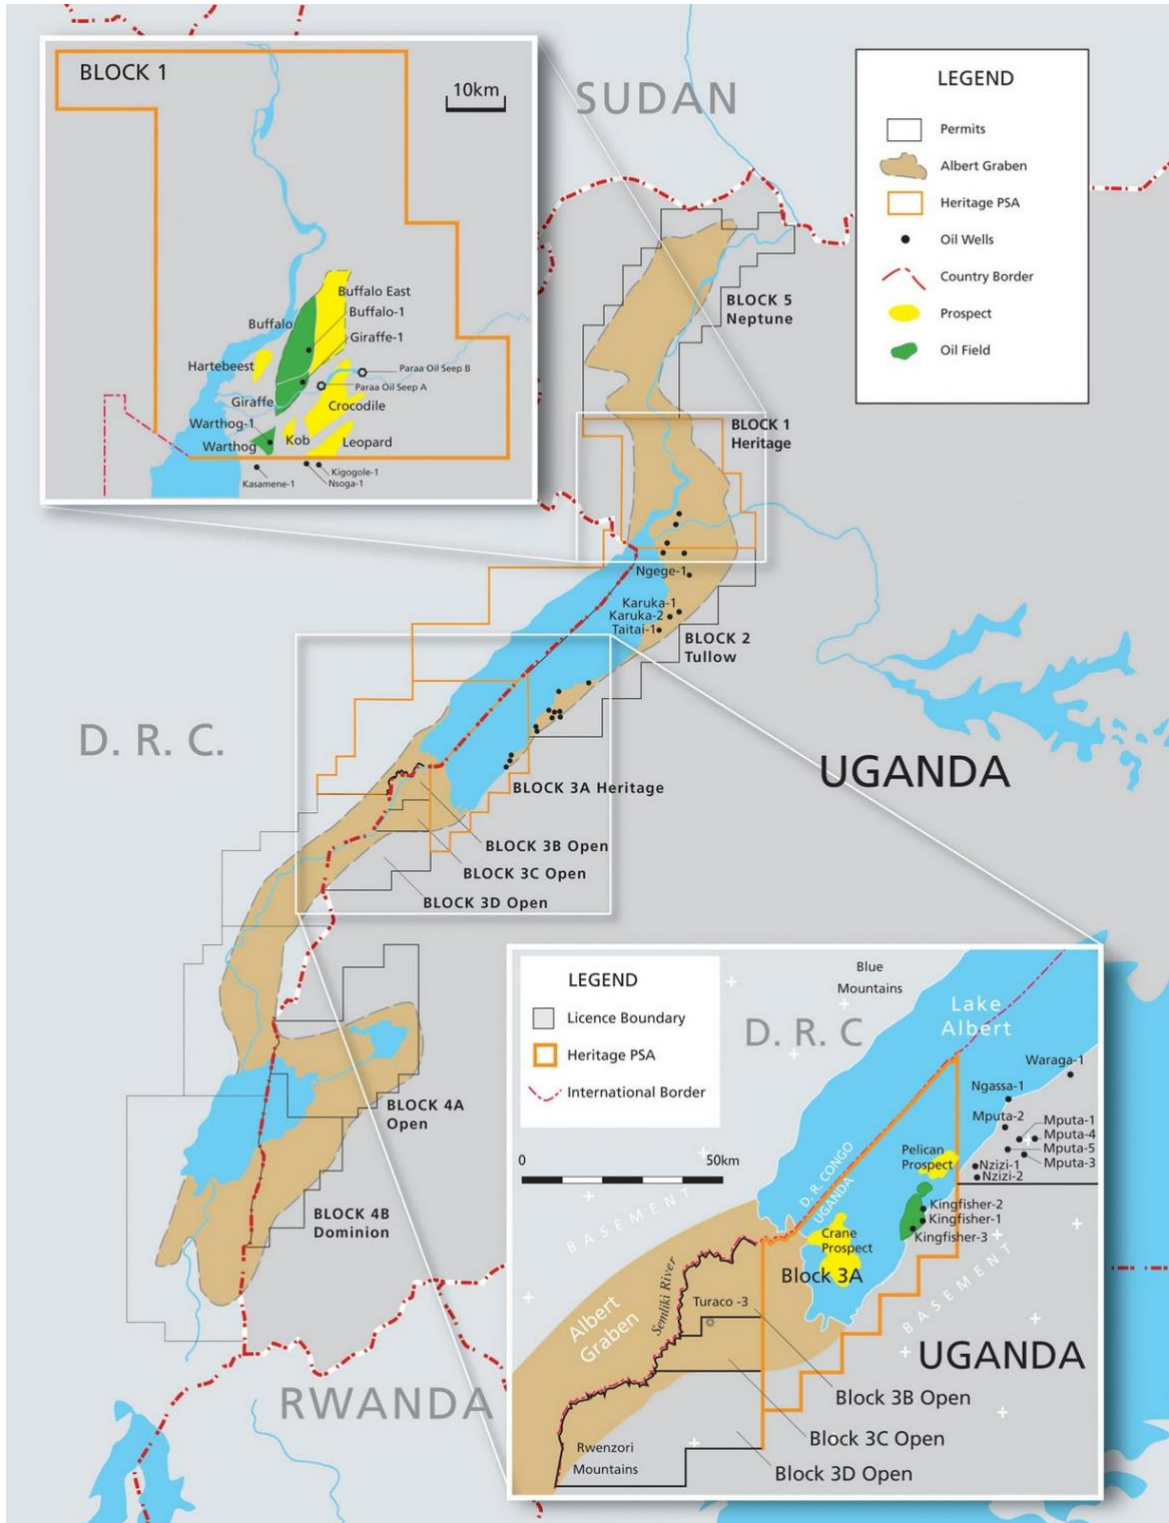 BLOCK 1
10km
Buffalo East
Buffalo-1
Buffalo
Giraffe-1
Hartebeest
Paraa Oil Seep B
Paraa Oil Seep A
Giraffe
Crocodile
Warthog-1
Warthog
Kob
Leopard
Kasamene-1
Kigogole-1
Nsoga-1
SUDAN
LEGEND
Permits
Albert Graben
Heritage PSA
Oil Wells
Country Border
Prospect
Oil Field
BLOCK 5
Neptune
BLOCK 1
Heritage
Ngege-1
Karuka-1
Karuka-2
Taitai-1
BLOCK 2
Tullow
D. R. C.
UGANDA
BLOCK 3A Heritage
BLOCK 3B Open
BLOCK 3C Open
BLOCK 3D Open
BLOCK 4A
Open
BLOCK 4B
Dominion
RWANDA
LEGEND
Licence Boundary
Heritage PSA
International Border
0
50km
Blue
Mountains
D. R. C
Lake
Albert
Waraga-1
Ngassa-1
Mputa-2
Mputa-1
Mputa-4
Mputa-5
Mputa-3
Nzizi-1
Nzizi-2
Pelican
Prospect
D. R. CONGO
UGANDA
BASEMENT
Kingfisher-2
Kingfisher-1
Kingfisher-3
Crane
Prospect
Block 3A
BASEMENT
Semliki River
Turaco -3
Albert
Graben
UGANDA
Block 3B Open
Block 3C Open
Block 3D Open
Rwenzori
Mountains